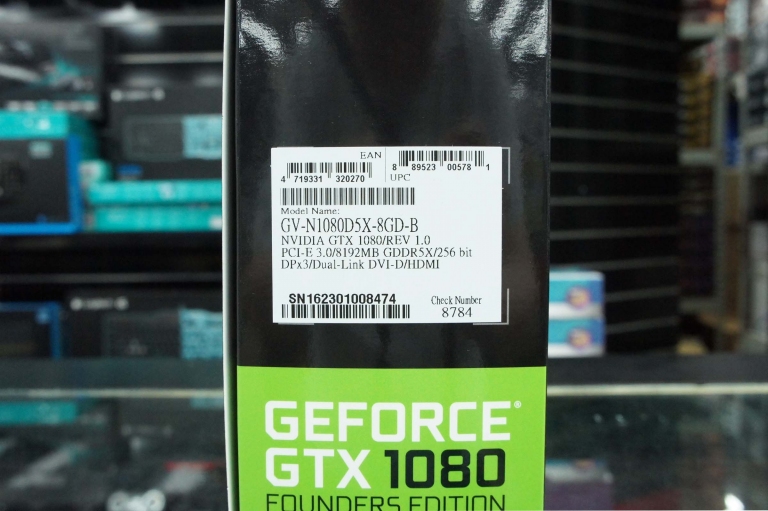 EAN
4 719331 320270
8 89523 00578 1
UPC
Model Name:
GV-N1080D5X-8GD-B
NVIDIA GTX 1080/REV 1.0
PCI-E 3.0/8192MB GDDR5X/256 bit
DPx3/Dual-Link DVI-D/HDMI
SN162301008474
Check Number
8784
GEFORCE®
GTX 1080
FOUNDERS EDITION